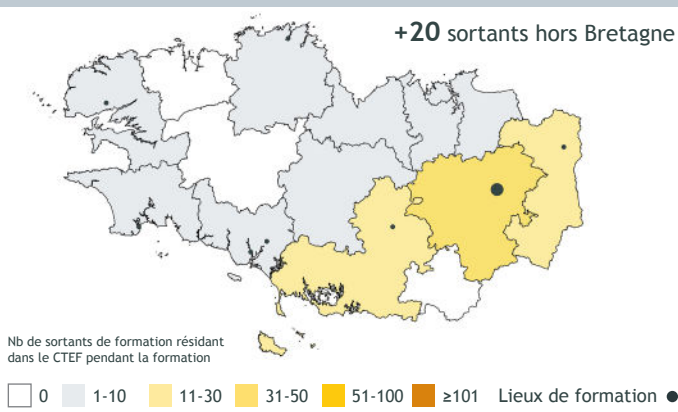 +20 sortants hors Bretagne
Nb de sortants de formation résidant
dans le CTEF pendant la formation
0 1-10 11-30 31-50 51-100 ≥101 Lieux de formation